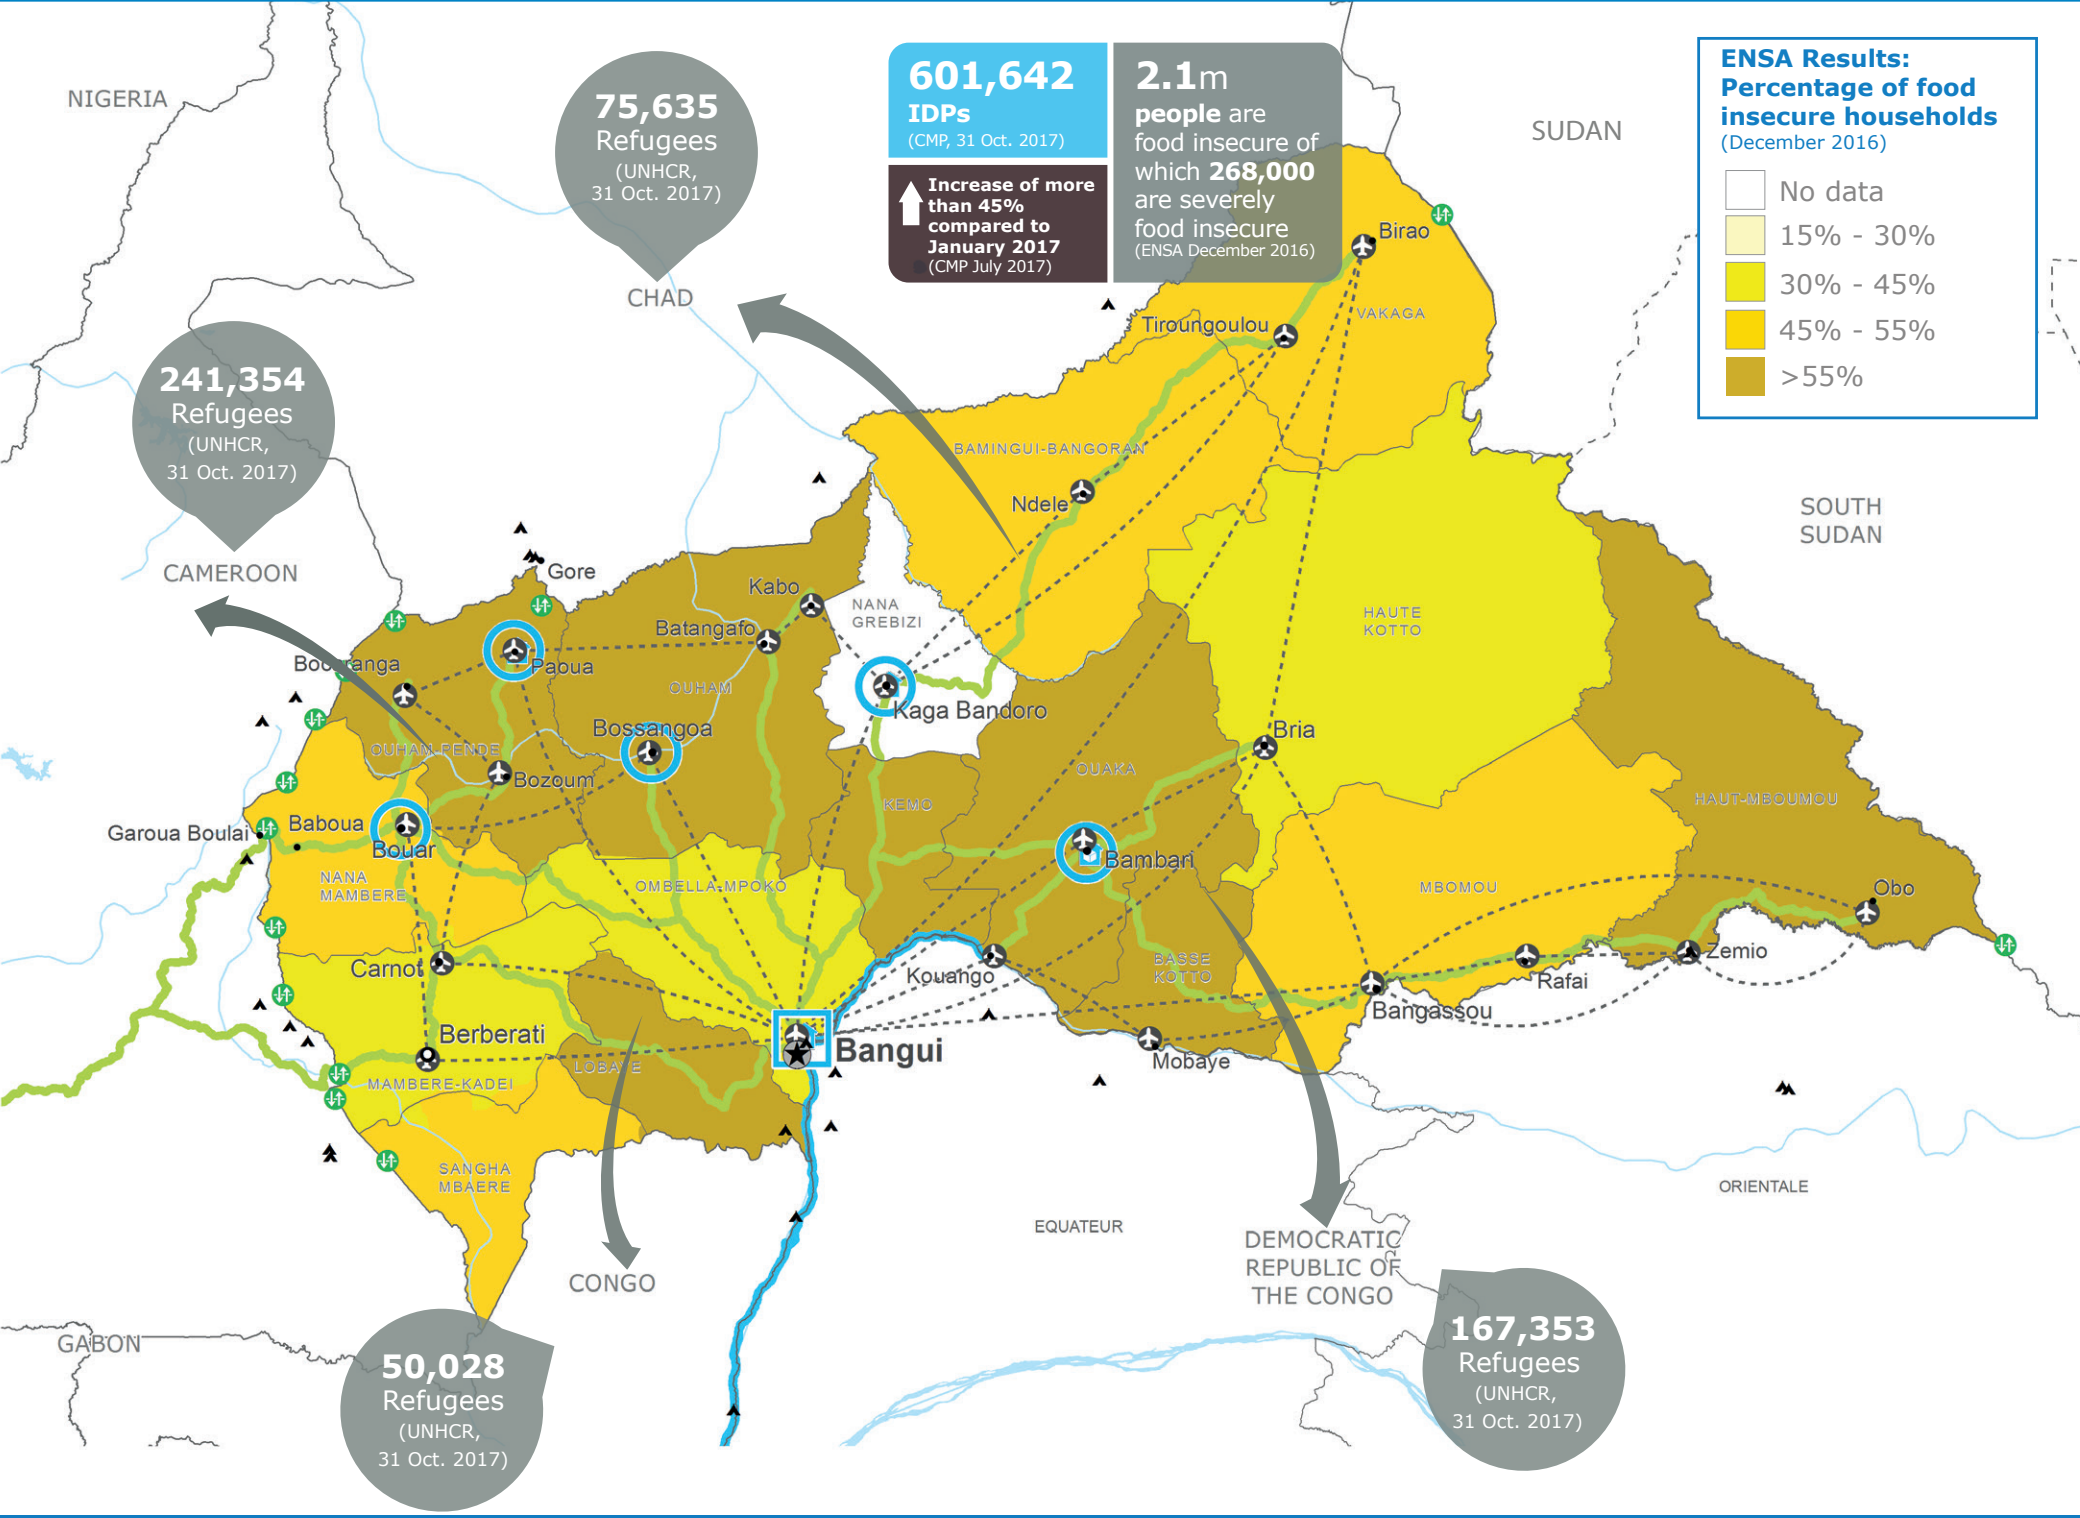 NIGERIA
75,635
Refugees
(UNHCR,
31 Oct. 2017)
601,642
IDPs
(CMP, 31 Oct. 2017)
Increase of more
than 45%
compared to
January 2017
(CMP July 2017)
2.1m
people are
food insecure of
which 268,000
are severely
food insecure
(ENSA December 2016)
SUDAN
ENSA Results:
Percentage of food
insecure households
(December 2016)
No data
15% - 30%
30% - 45%
45% - 55%
>55%
CHAD
Birao
VAKAGA
Tiroungoulou
241,354
Refugees
(UNHCR,
31 Oct. 2017)
CAMEROON
BAMINGUI-BANGORAN
Ndele
SOUTH
SUDAN
Gore
Kabo
NANA
GREBIZI
HAUTE
KOTTO
Batangafo
Paoua
OUHAM
Kaga Bandoro
Bossangoa
Bria
OUHAM-PENDE
Bozoum
OUAKA
KEMO
HAUT-MBOUMOU
Garoua Boulai
Baboua
Bouar
Bambari
NANA
MAMBERE
OMBELLA-MPOKO
MBOMOU
Obo
Carnot
Kouango
BASSE
KOTTO
Zemio
Rafai
Bangassou
Berberati
Bangui
Mobaye
LOBAYE
MAMBERE-KADEI
SANGHA
MBAERE
ORIENTALE
EQUATEUR
DEMOCRATIC
REPUBLIC OF
THE CONGO
CONGO
GABON
50,028
Refugees
(UNHCR,
31 Oct. 2017)
167,353
Refugees
(UNHCR,
31 Oct. 2017)